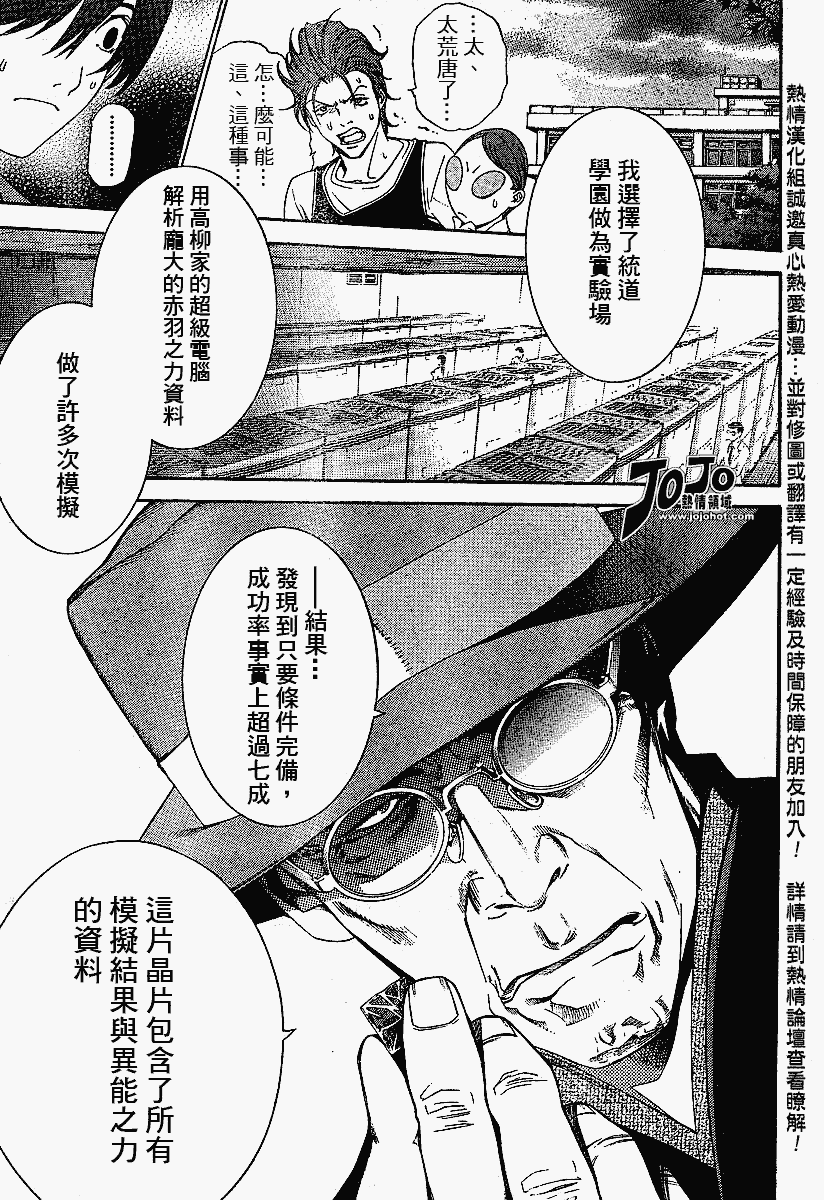 我選擇了統道
學園做為實驗場
…太、
太荒唐了…
怎…麼可能…
這、這種事…
………
用高柳家的超級電腦
解析龐大的赤羽之力資料
做了許多次模擬
——結果…
發現到只要條件完備，
成功率事實上超過七成
這片晶片包含了所有
模擬結果與異能之力
的資料
JOJO
熱情領域
www.jojohot.com
熱情漢化組誠邀真心熱愛動漫…並對修圖或翻譯有一定經驗及時間保障的朋友加入！ 詳情請到熱情論壇查看瞭解！